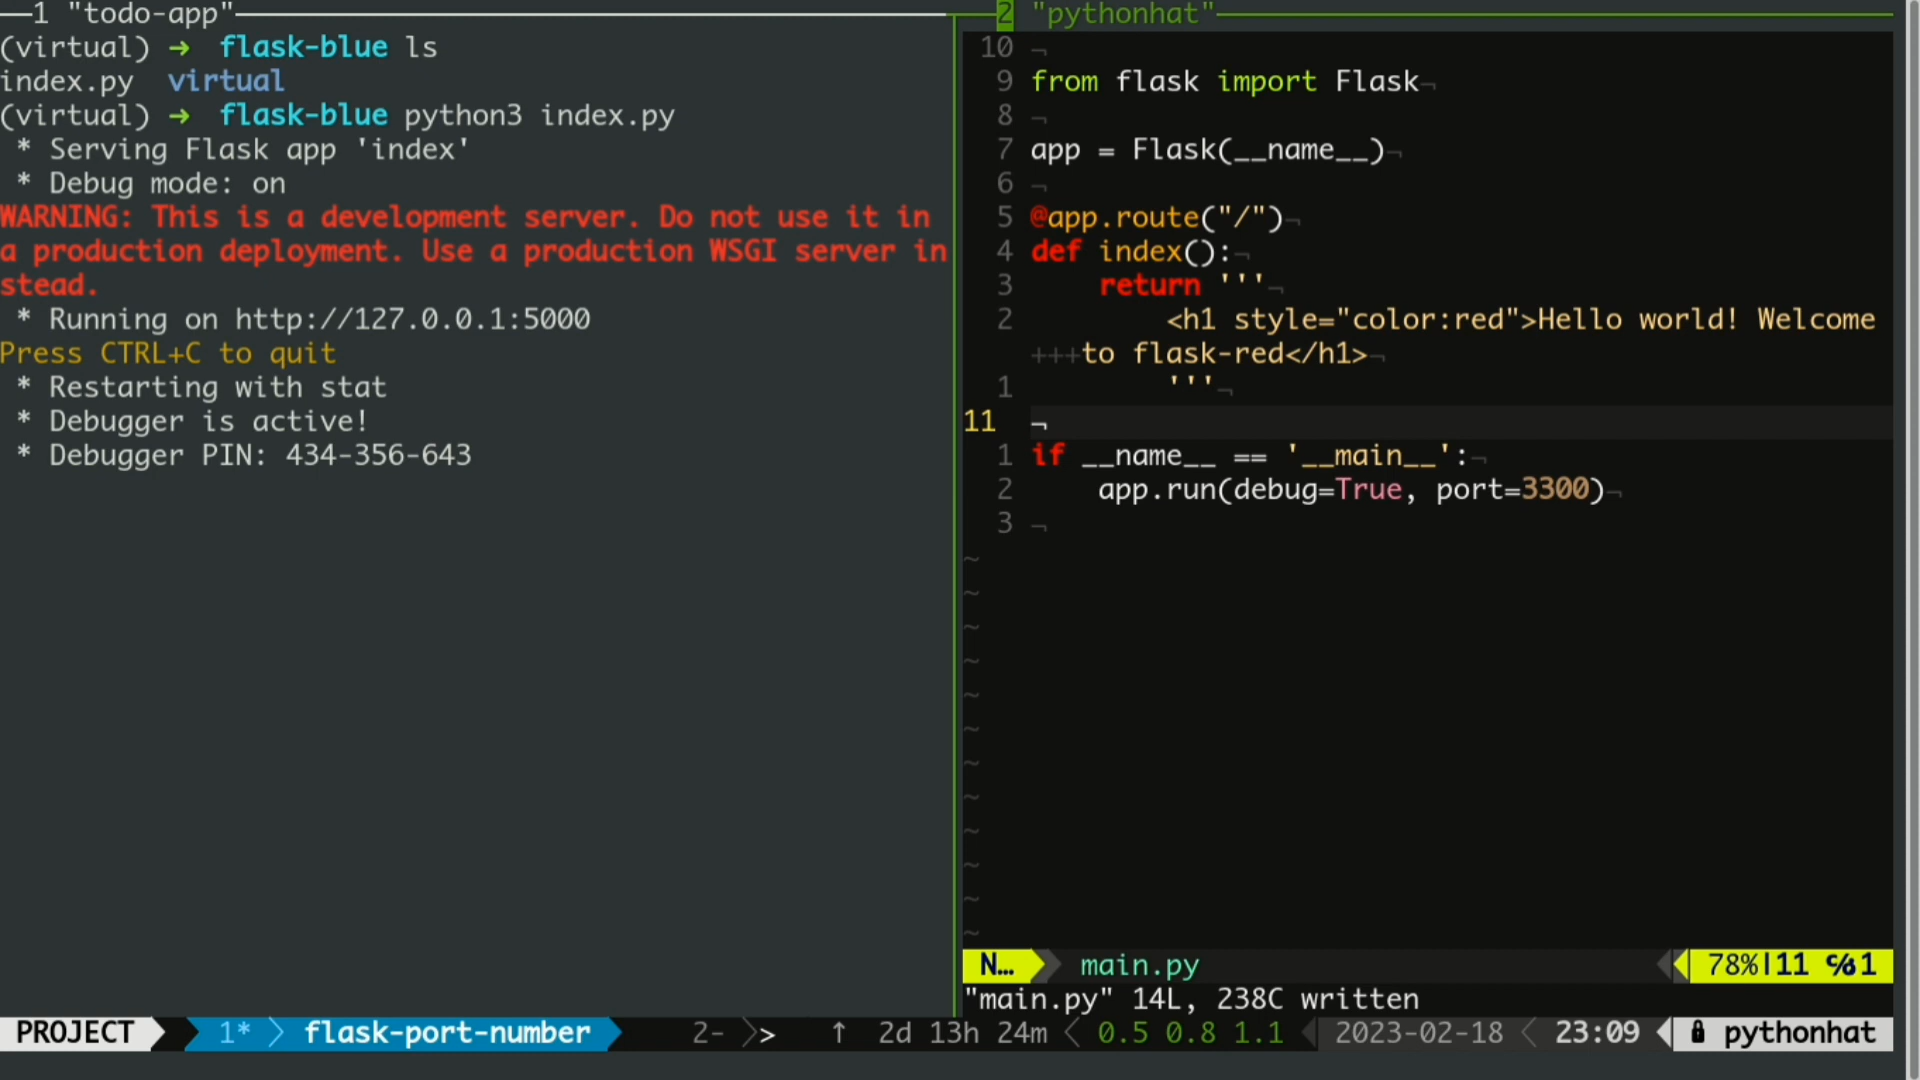 1 "todo-app"
(virtual) ➜ flask-blue ls
index.py virtual
(virtual) ➜ flask-blue python3 index.py
* Serving Flask app 'index'
* Debug mode: on
WARNING: This is a development server. Do not use it in
a production deployment. Use a production WSGI server in
stead.
* Running on http://127.0.0.1:5000
Press CTRL+C to quit
* Restarting with stat
* Debugger is active!
* Debugger PIN: 434-356-643
2 "pythonhat"
10 ¬
9 from flask import Flask¬
8 ¬
7 app = Flask(__name__)¬
6 ¬
5 @app.route("/")¬
4 def index():¬
3 return '''¬
2 <h1 style="color:red">Hello world! Welcome
+++to flask-red</h1>¬
1 '''¬
11 ¬
1 if __name__ == '__main__':¬
2 app.run(debug=True, port=3300)¬
3 ¬
~
~
~
~
~
~
~
~
~
~
~
~
N… main.py 78% 11 ℅1
"main.py" 14L, 238C written
PROJECT 1* flask-port-number 2- > ↑ 2d 13h 24m 0.5 0.8 1.1 2023-02-18 23:09 pythonhat